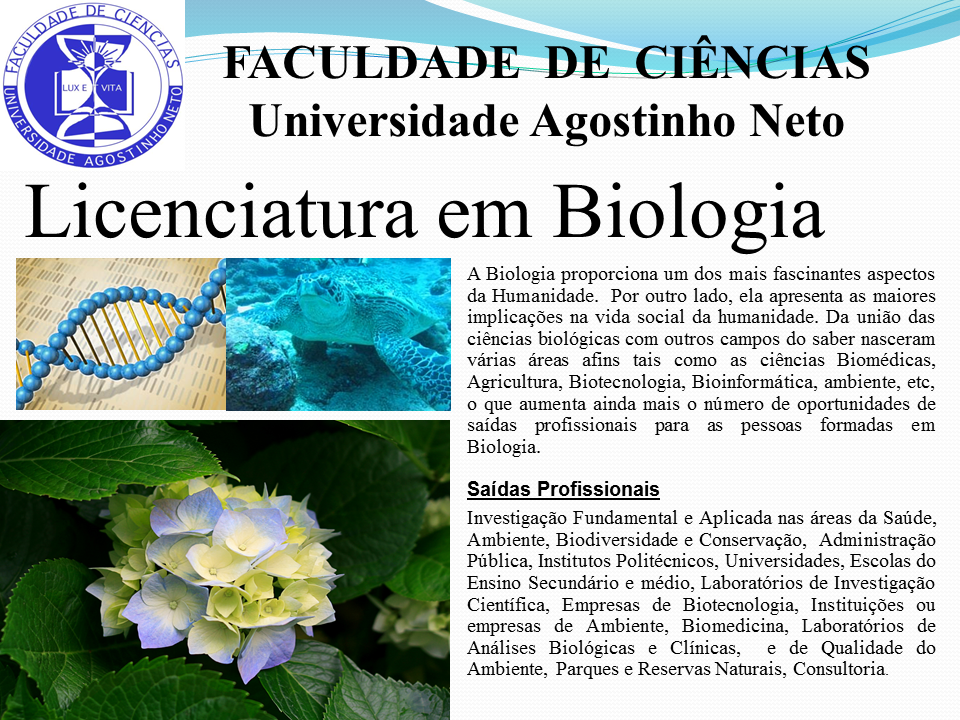 FACULDADE DE CIÊNCIAS
UNIVERSIDADE AGOSTINHO NETO
LUX E VITA
FACULDADE DE CIÊNCIAS
Universidade Agostinho Neto
Licenciatura em Biologia
A Biologia proporciona um dos mais fascinantes aspectos
da Humanidade. Por outro lado, ela apresenta as maiores
implicações na vida social da humanidade. Da união das
ciências biológicas com outros campos do saber nasceram
várias áreas afins tais como as ciências Biomédicas,
Agricultura, Biotecnologia, Bioinformática, ambiente, etc,
o que aumenta ainda mais o número de oportunidades de
saídas profissionais para as pessoas formadas em
Biologia.
Saídas Profissionais
Investigação Fundamental e Aplicada nas áreas da Saúde,
Ambiente, Biodiversidade e Conservação, Administração
Pública, Institutos Politécnicos, Universidades, Escolas do
Ensino Secundário e médio, Laboratórios de Investigação
Científica, Empresas de Biotecnologia, Instituições ou
empresas de Ambiente, Biomedicina, Laboratórios de
Análises Biológicas e Clínicas, e de Qualidade do
Ambiente, Parques e Reservas Naturais, Consultoria.